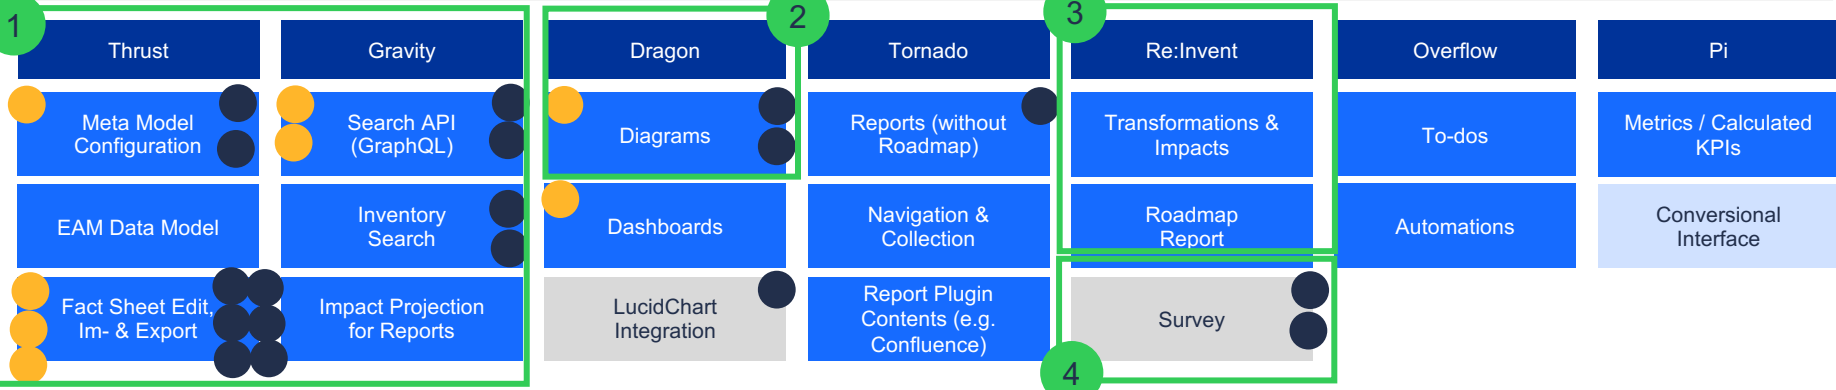 1
2
3
Thrust
Gravity
Dragon
Tornado
Re:Invent
Overflow
Pi
Meta Model
Configuration
Search API
(GraphQL)
Diagrams
Reports (without
Roadmap)
Transformations &
Impacts
To-dos
Metrics / Calculated
KPIs
EAM Data Model
Inventory
Search
Dashboards
Navigation &
Collection
Roadmap
Report
Automations
Conversional
Interface
Fact Sheet Edit,
Im- & Export
Impact Projection
for Reports
LucidChart
Integration
Report Plugin
Contents (e.g.
Confluence)
Survey
4